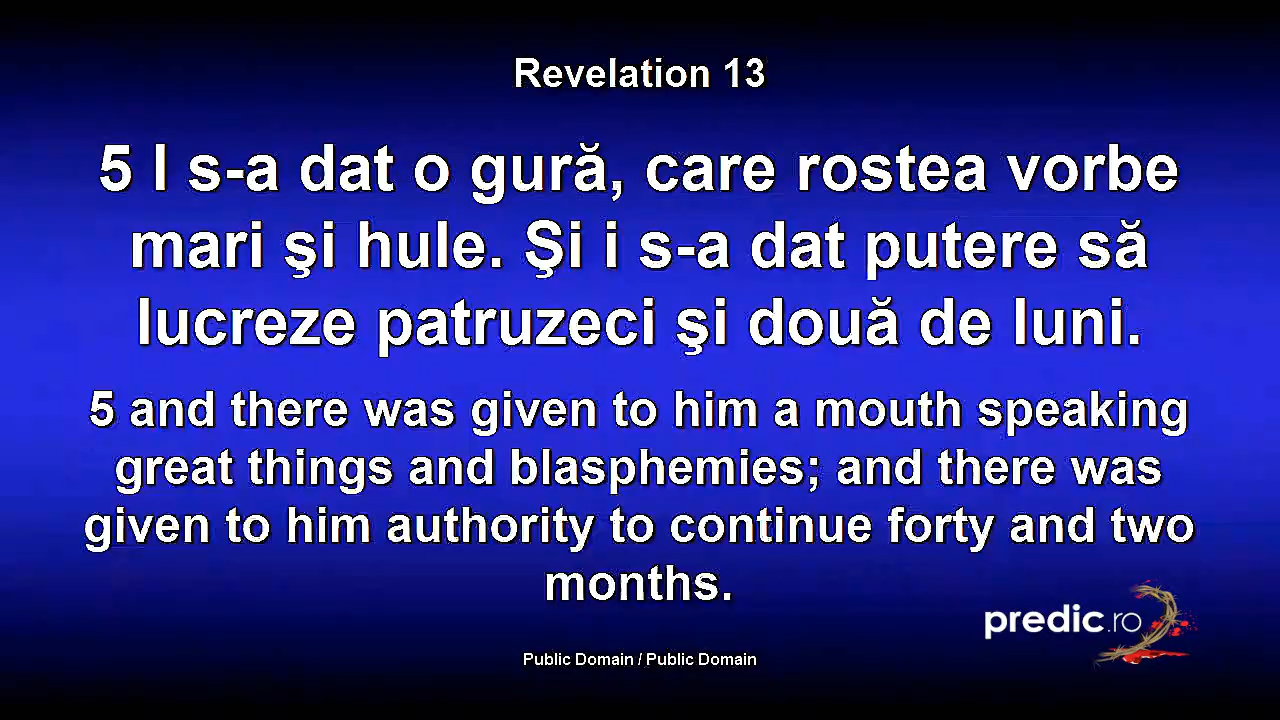 Revelation 13
5 I s-a dat o gură, care rostea vorbe
mari şi hule. Şi i s-a dat putere să
lucreze patruzeci şi două de luni.
5 and there was given to him a mouth speaking
great things and blasphemies; and there was
given to him authority to continue forty and two
months.
predic.ro
Public Domain / Public Domain